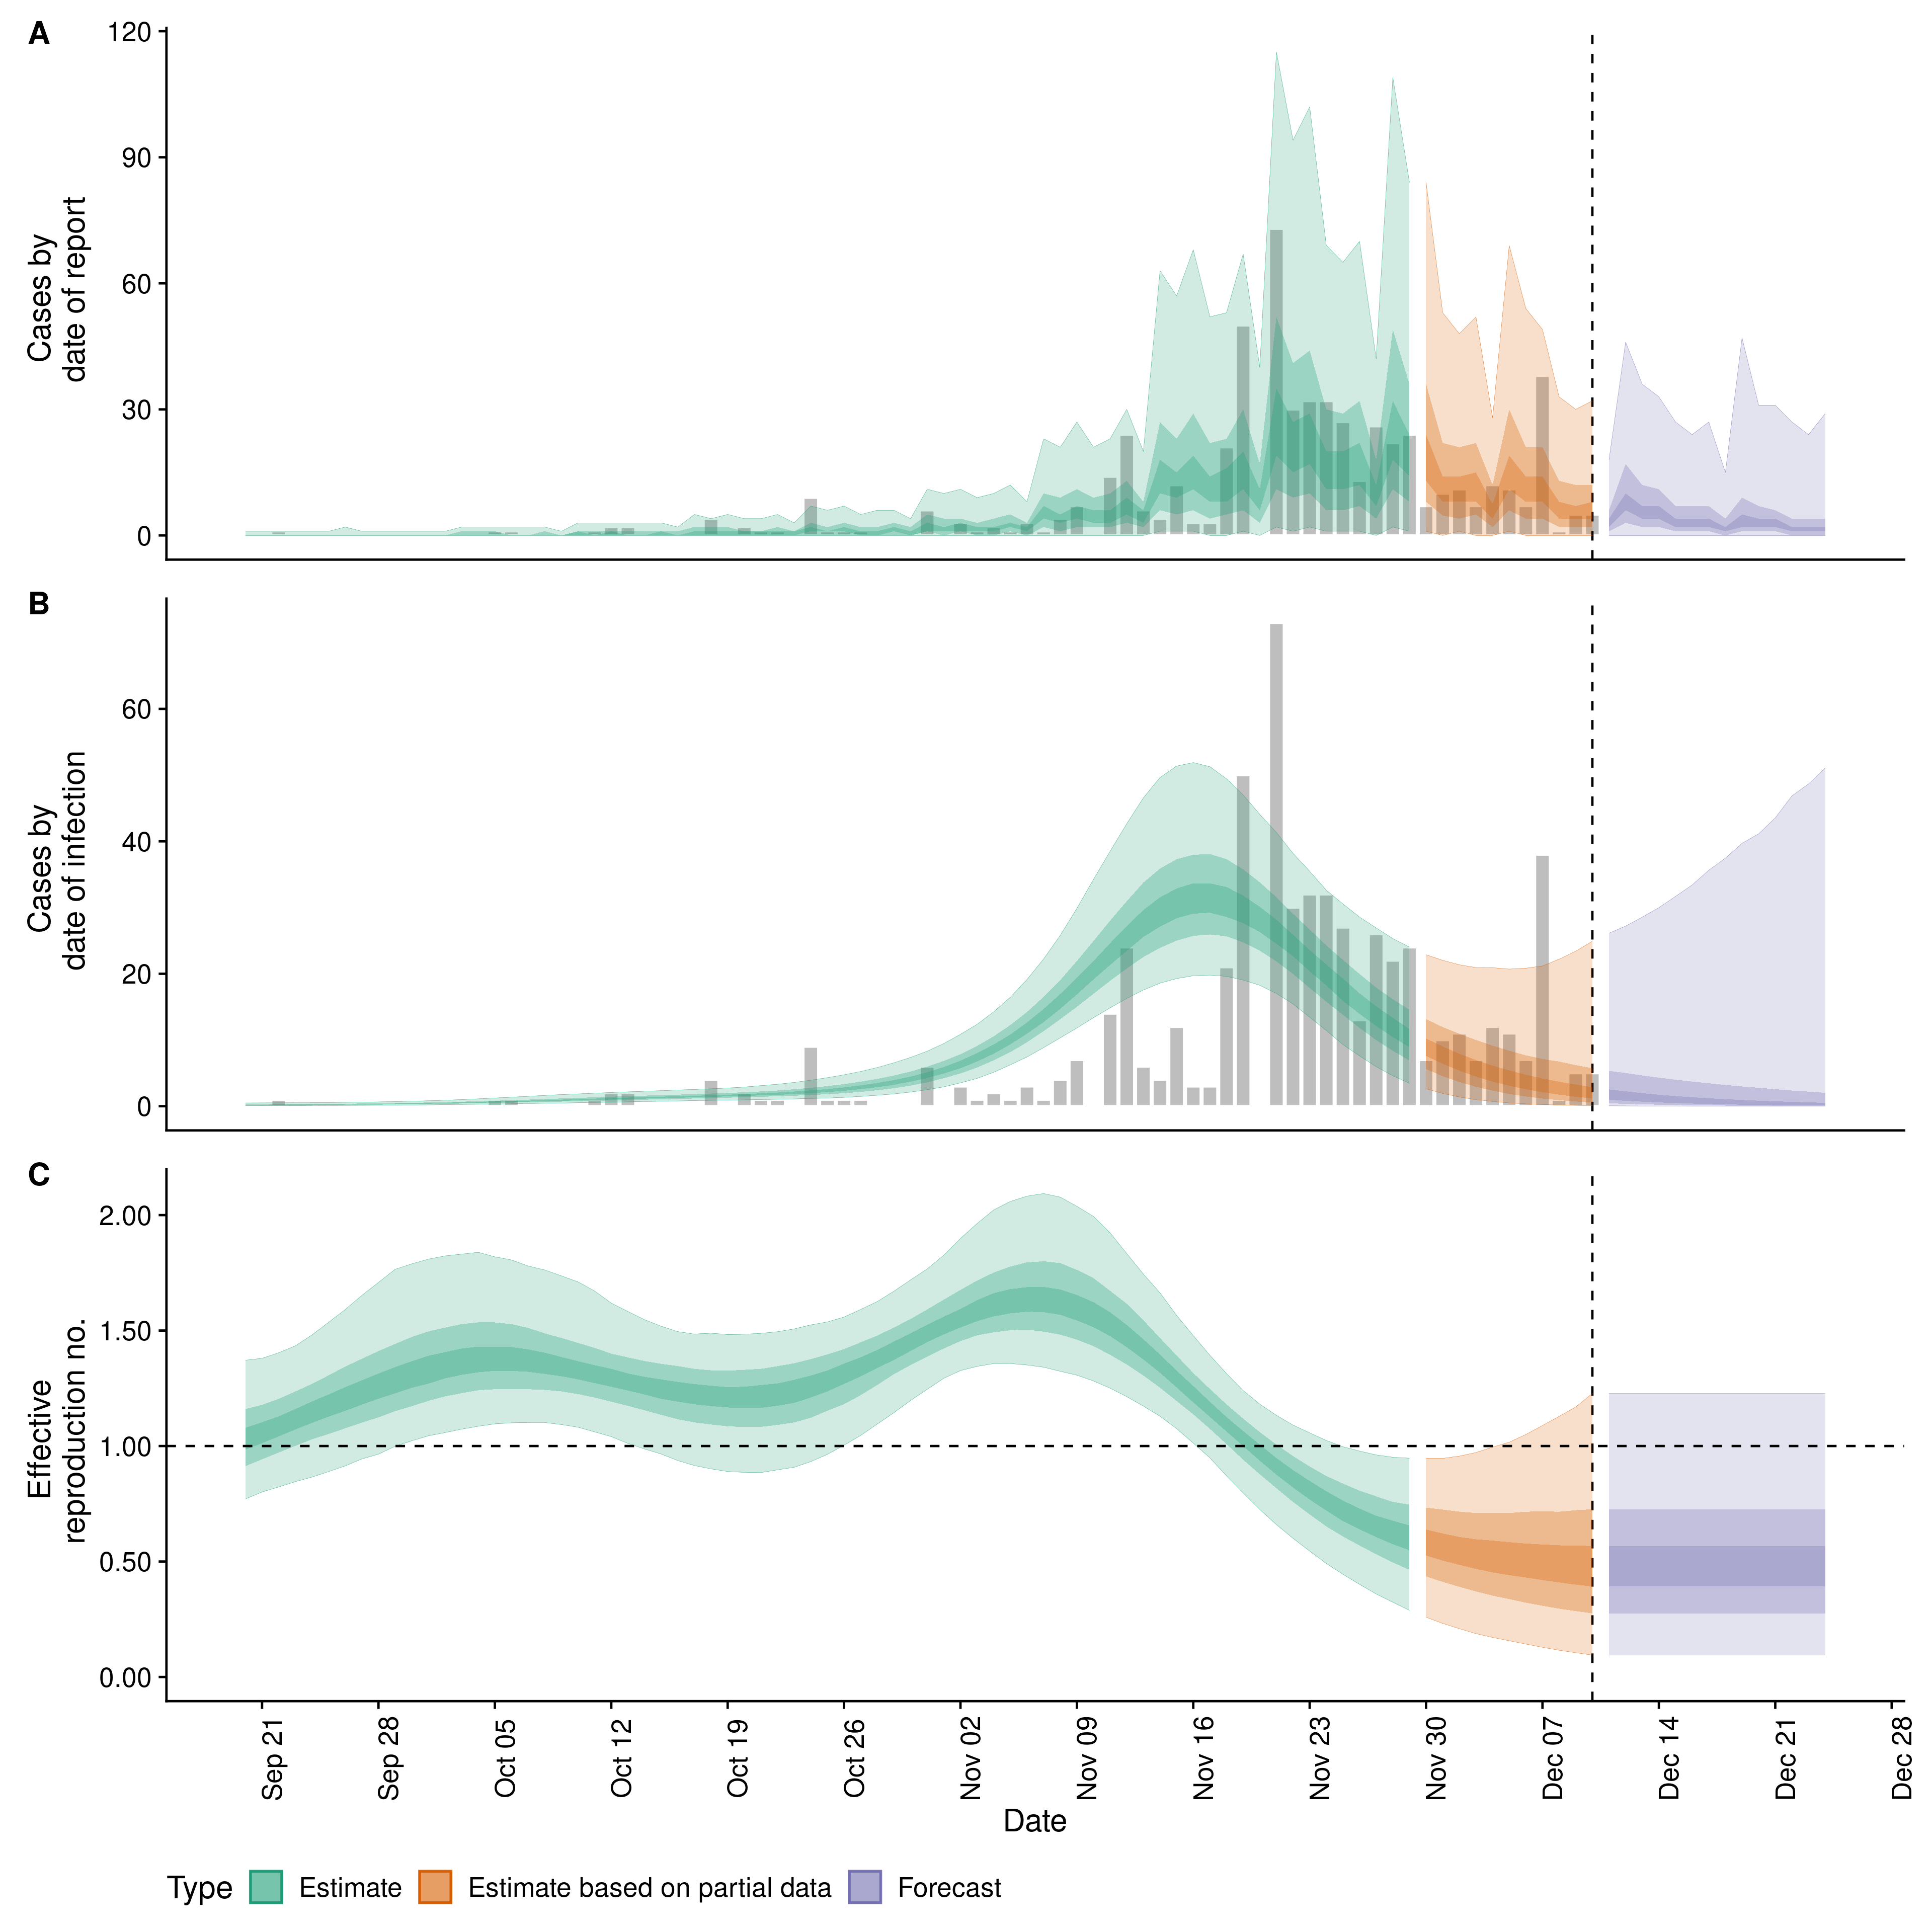 A
120
90
60
30
0
Cases by
date of report
B
60
40
20
0
Cases by
date of infection
C
2.00
1.50
1.00
0.50
0.00
Effective
reproduction no.
Sep 21
Sep 28
Oct 05
Oct 12
Oct 19
Oct 26
Nov 02
Nov 09
Nov 16
Nov 23
Nov 30
Dec 07
Dec 14
Dec 21
Dec 28
Date
Type Estimate Estimate based on partial data Forecast